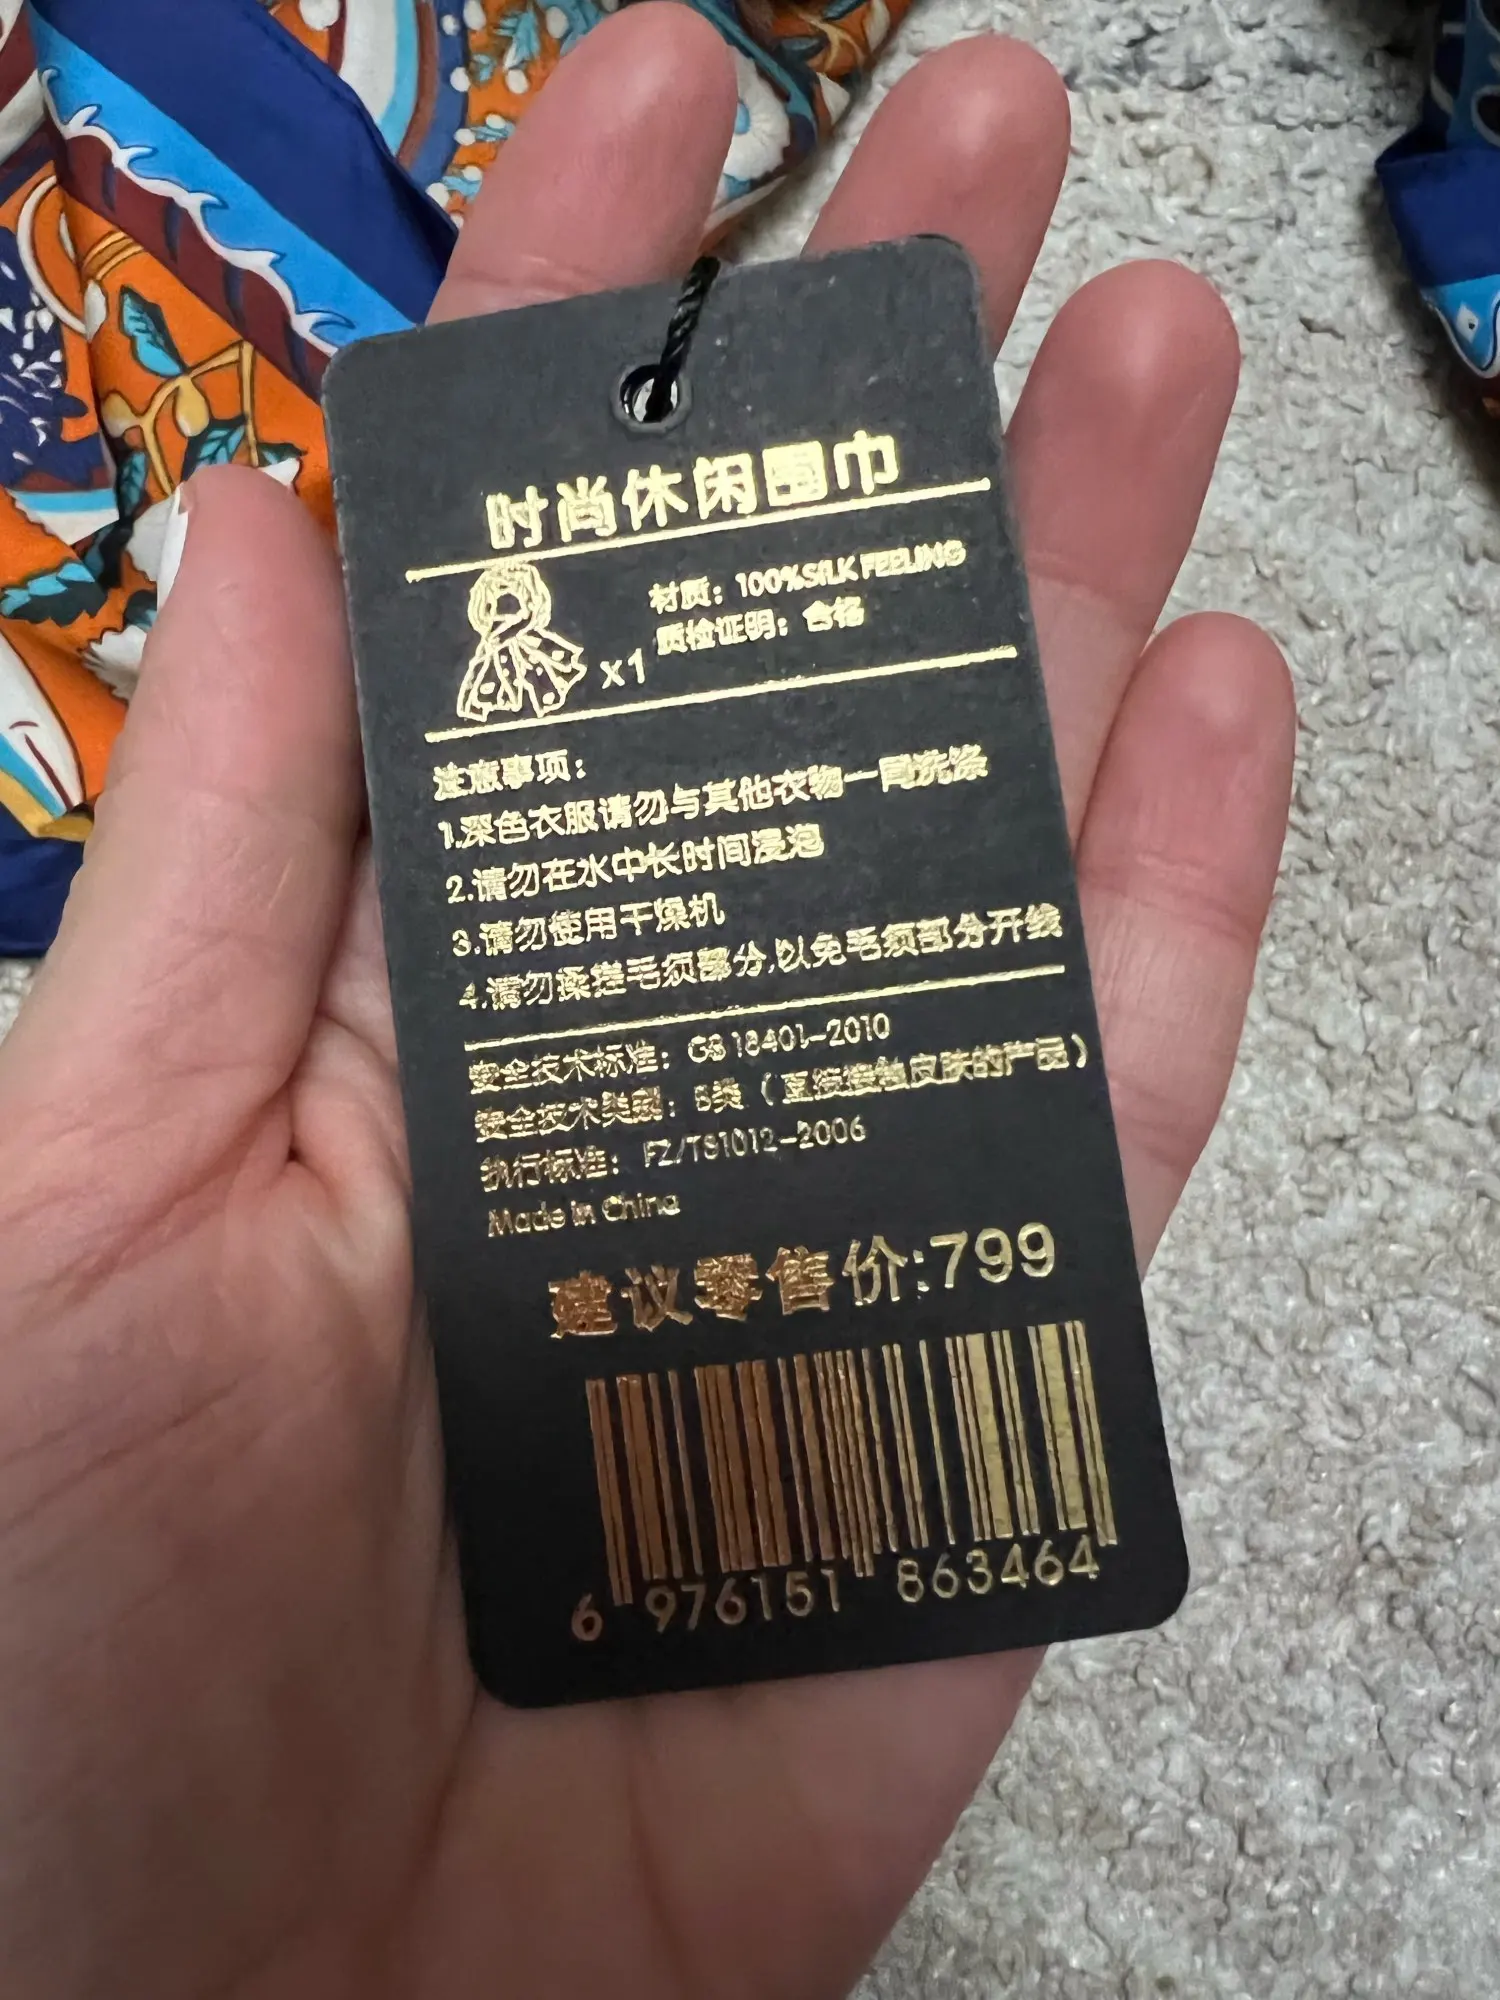 时尚休闲围巾
材质：100%SILK FEELING
质检证明：合格
x1
注意事项：
1.深色衣服请勿与其他衣物一同洗涤
2.请勿在水中长时间浸泡
3.请勿使用干燥机
4.请勿揉搓毛须部分,以免毛须部分开线
安全技术标准：GB 18401-2010
安全技术类型：B类（直接接触皮肤的产品）
执行标准：FZ/T81012-2006
Made in China
建议零售价:799
6 976151 863464